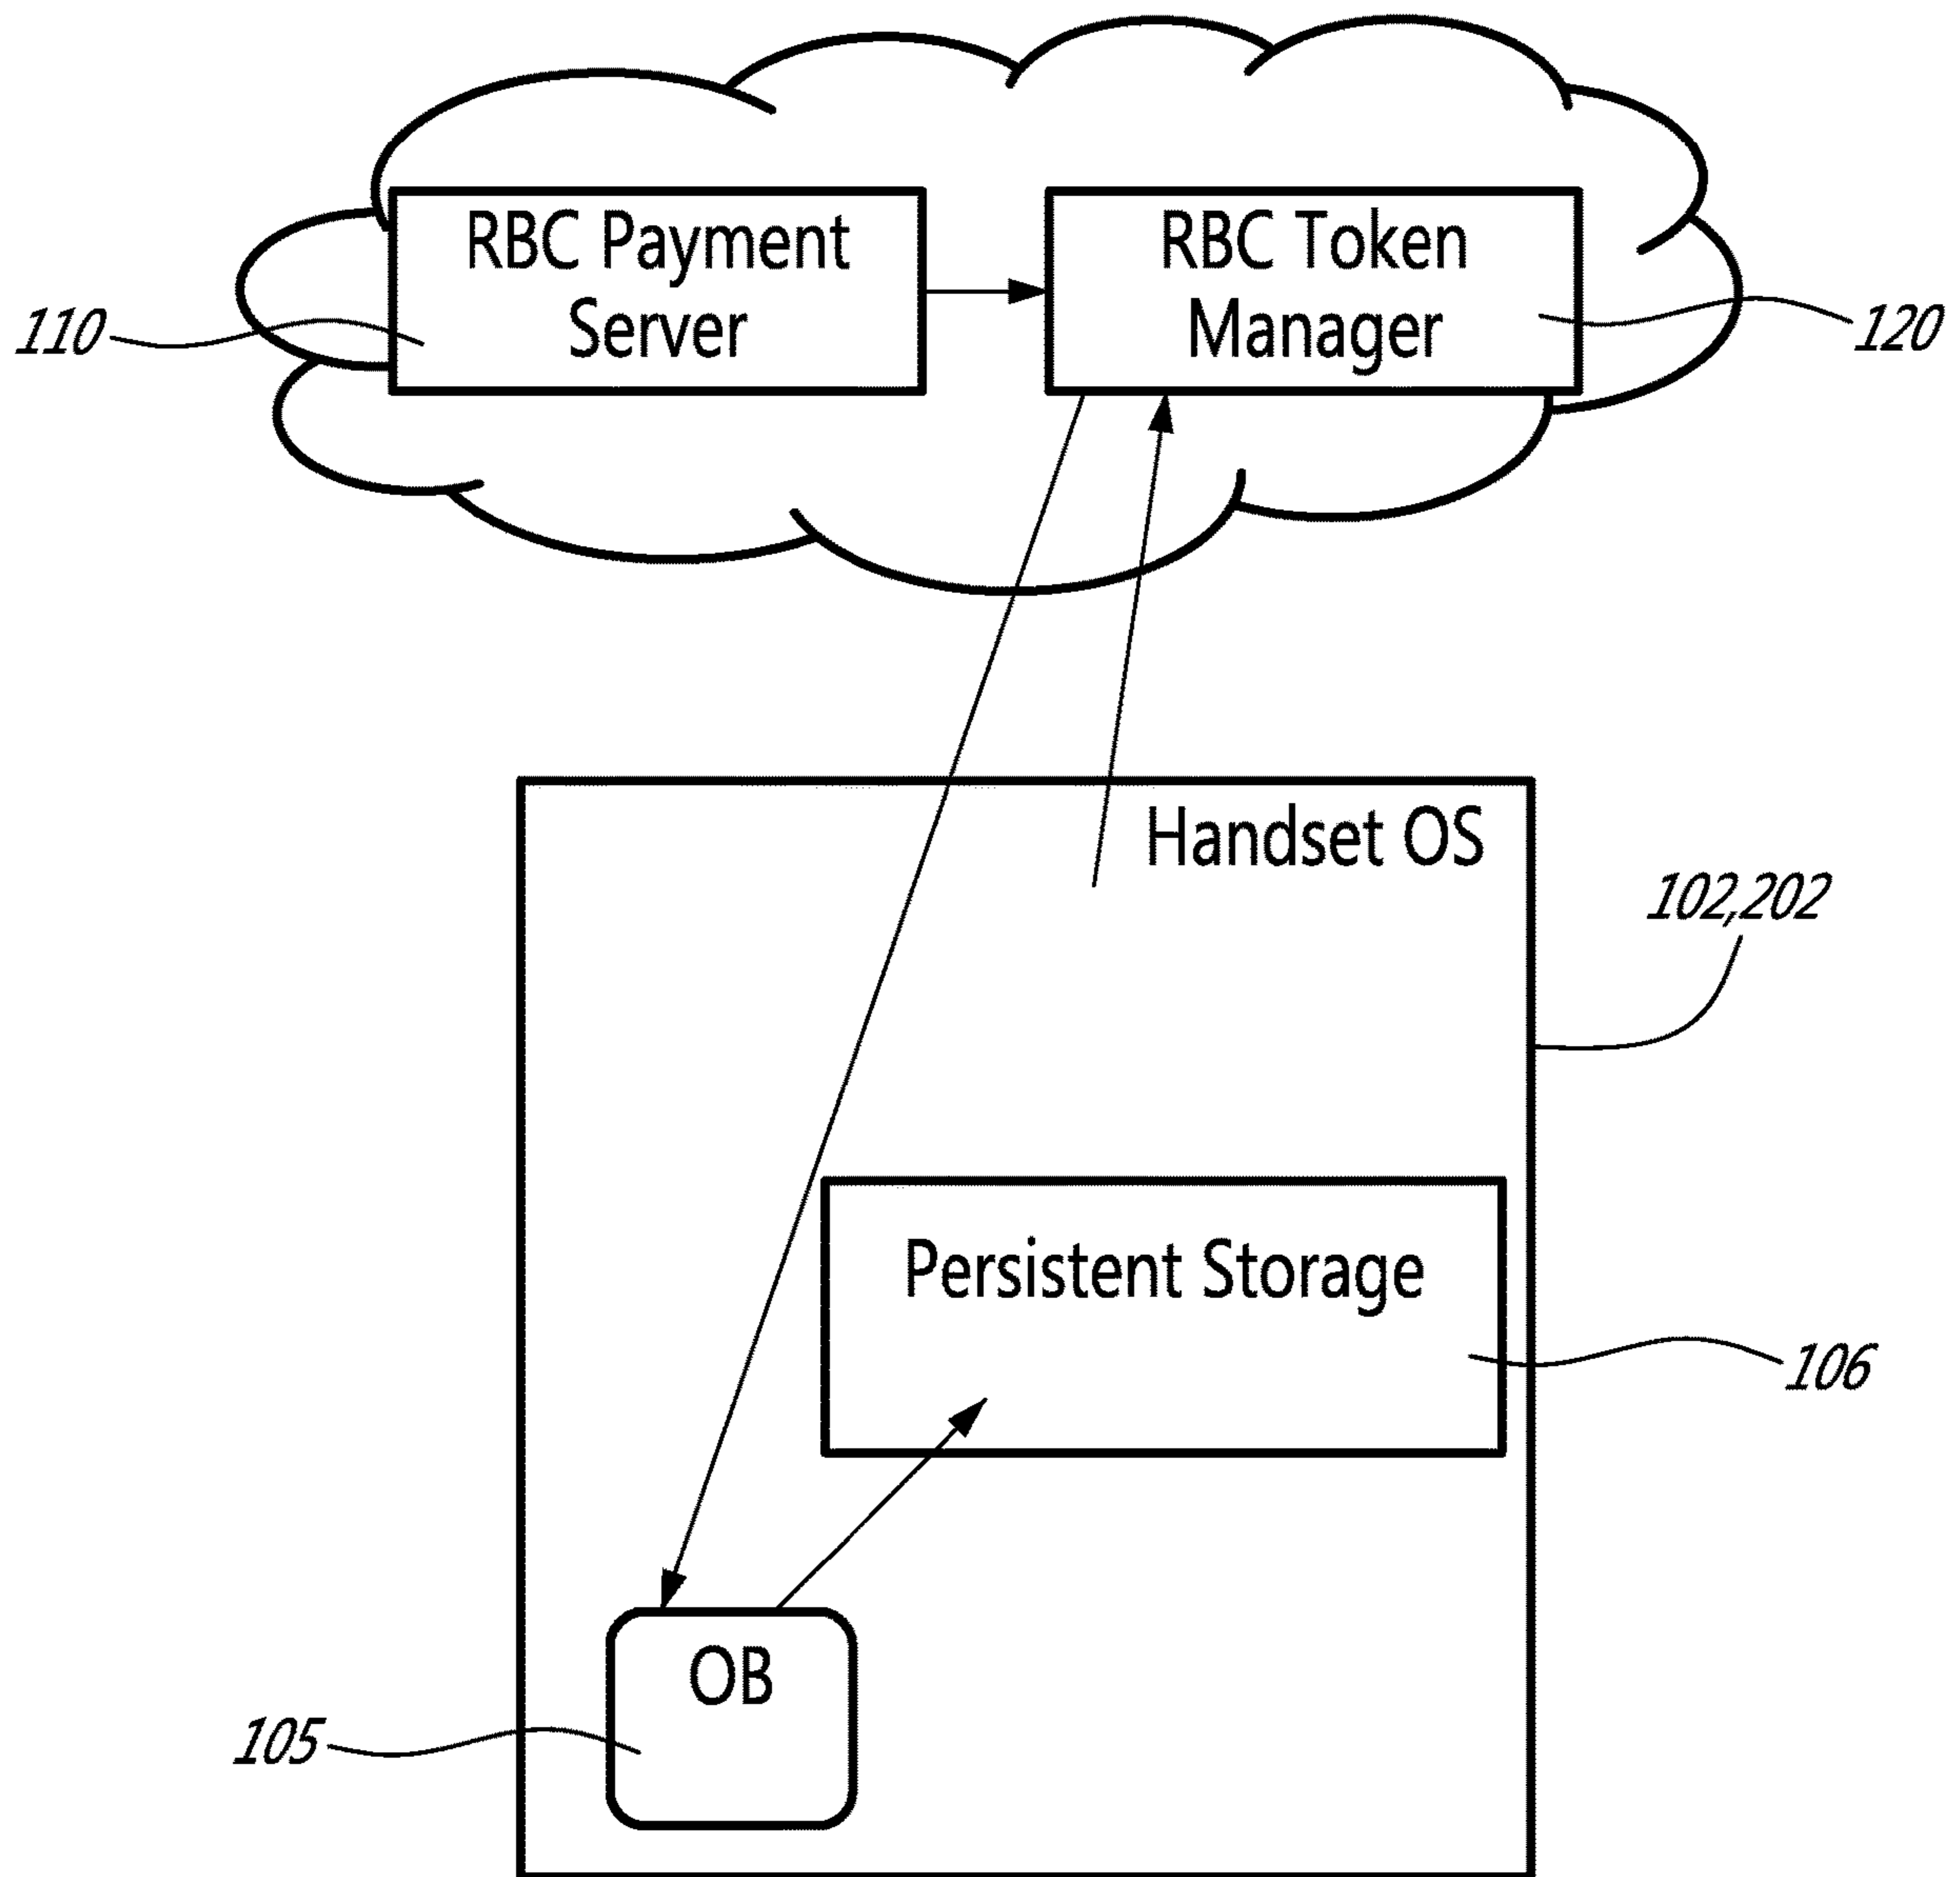 RBC Payment
Server
RBC Token
Manager
110
120
Handset OS
102,202
Persistent Storage
106
OB
105